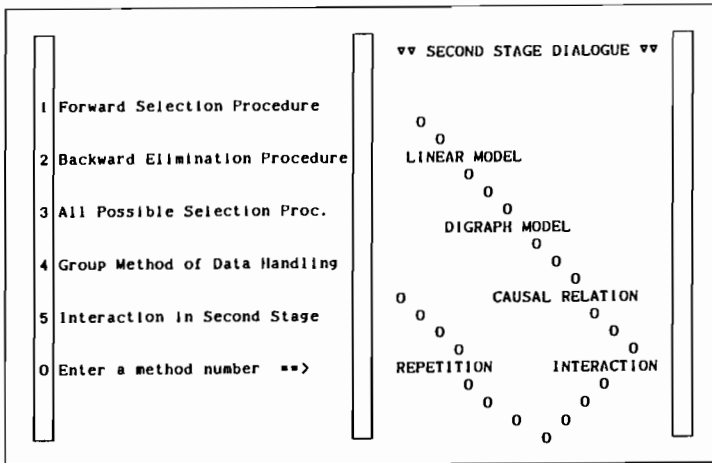 ▽▽ SECOND STAGE DIALOGUE ▽▽
1 Forward Selection Procedure
O
O
2 Backward Elimination Procedure
LINEAR MODEL
O
O
3 All Possible Selection Proc.
O
DIGRAPH MODEL
O
4 Group Method of Data Handling
O
O
O
CAUSAL RELATION
5 Interaction in Second Stage
O
O
O
O
O
O
0 Enter a method number ==>
REPETITION
INTERACTION
O
O
O
O
O
O
O